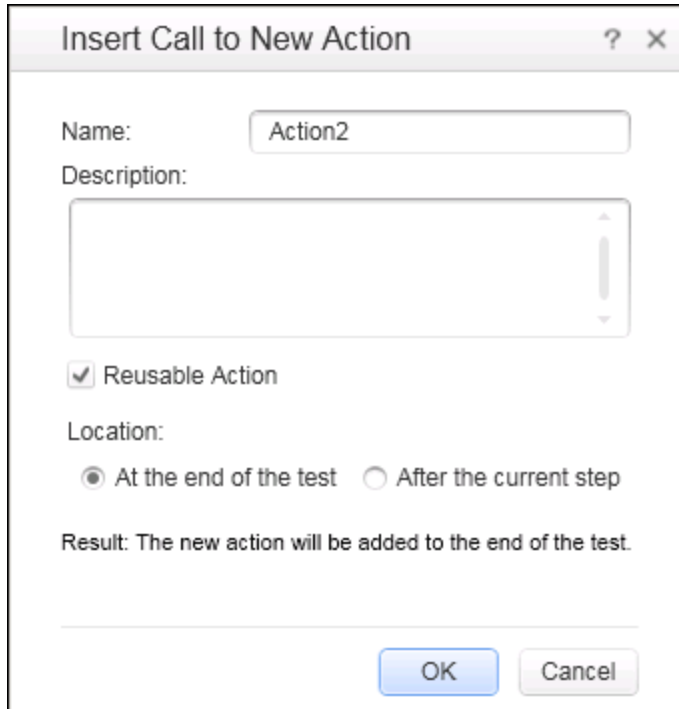 Insert Call to New Action ? ×
Name: Action2
Description:
Reusable Action
Location:
At the end of the test After the current step
Result: The new action will be added to the end of the test.
OK Cancel